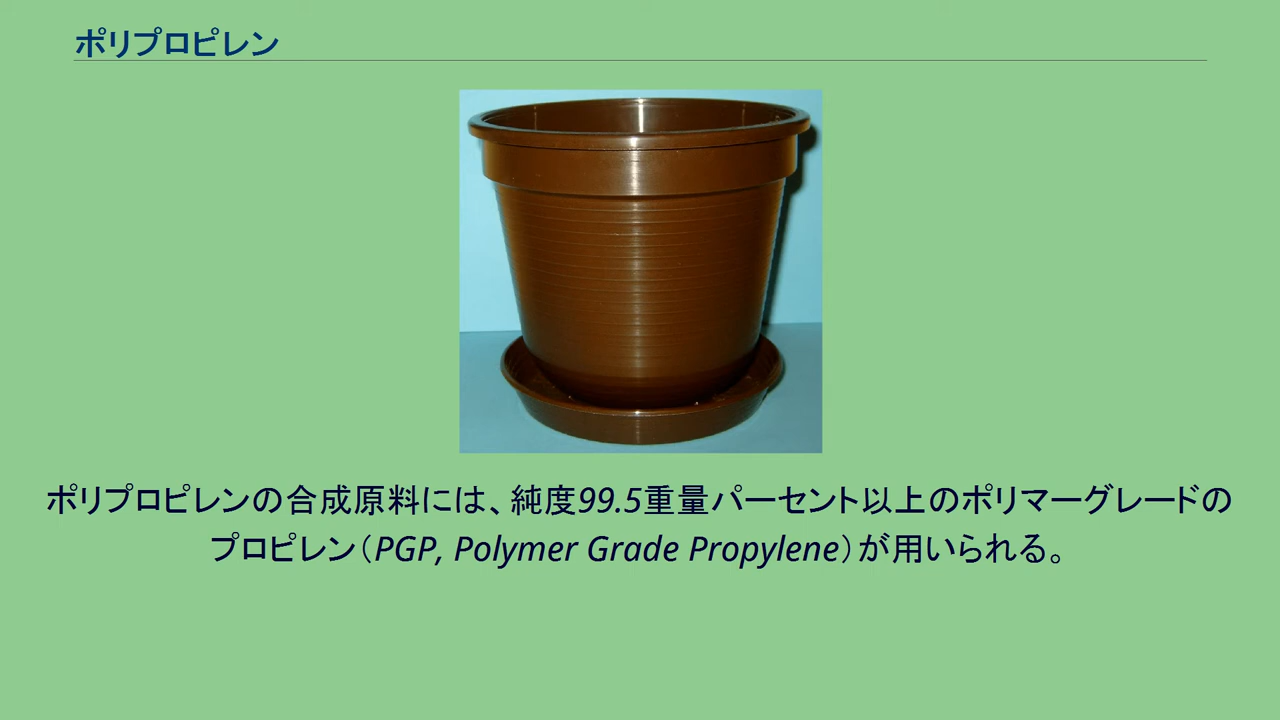 ポリプロピレン
ポリプロピレンの合成原料には、純度99.5重量パーセント以上のポリマーグレードの
プロピレン（PGP, Polymer Grade Propylene）が用いられる。